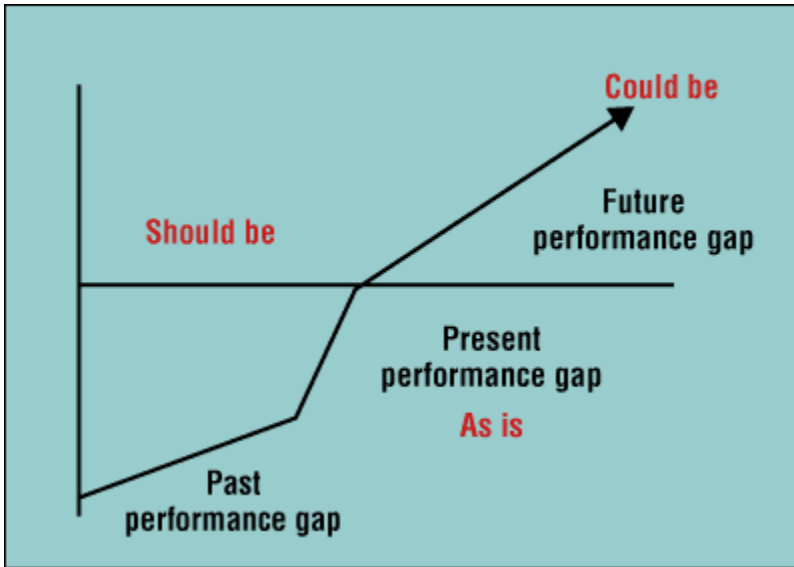 Could be
Should be
Future
performance gap
Present
performance gap
As is
Past
performance gap